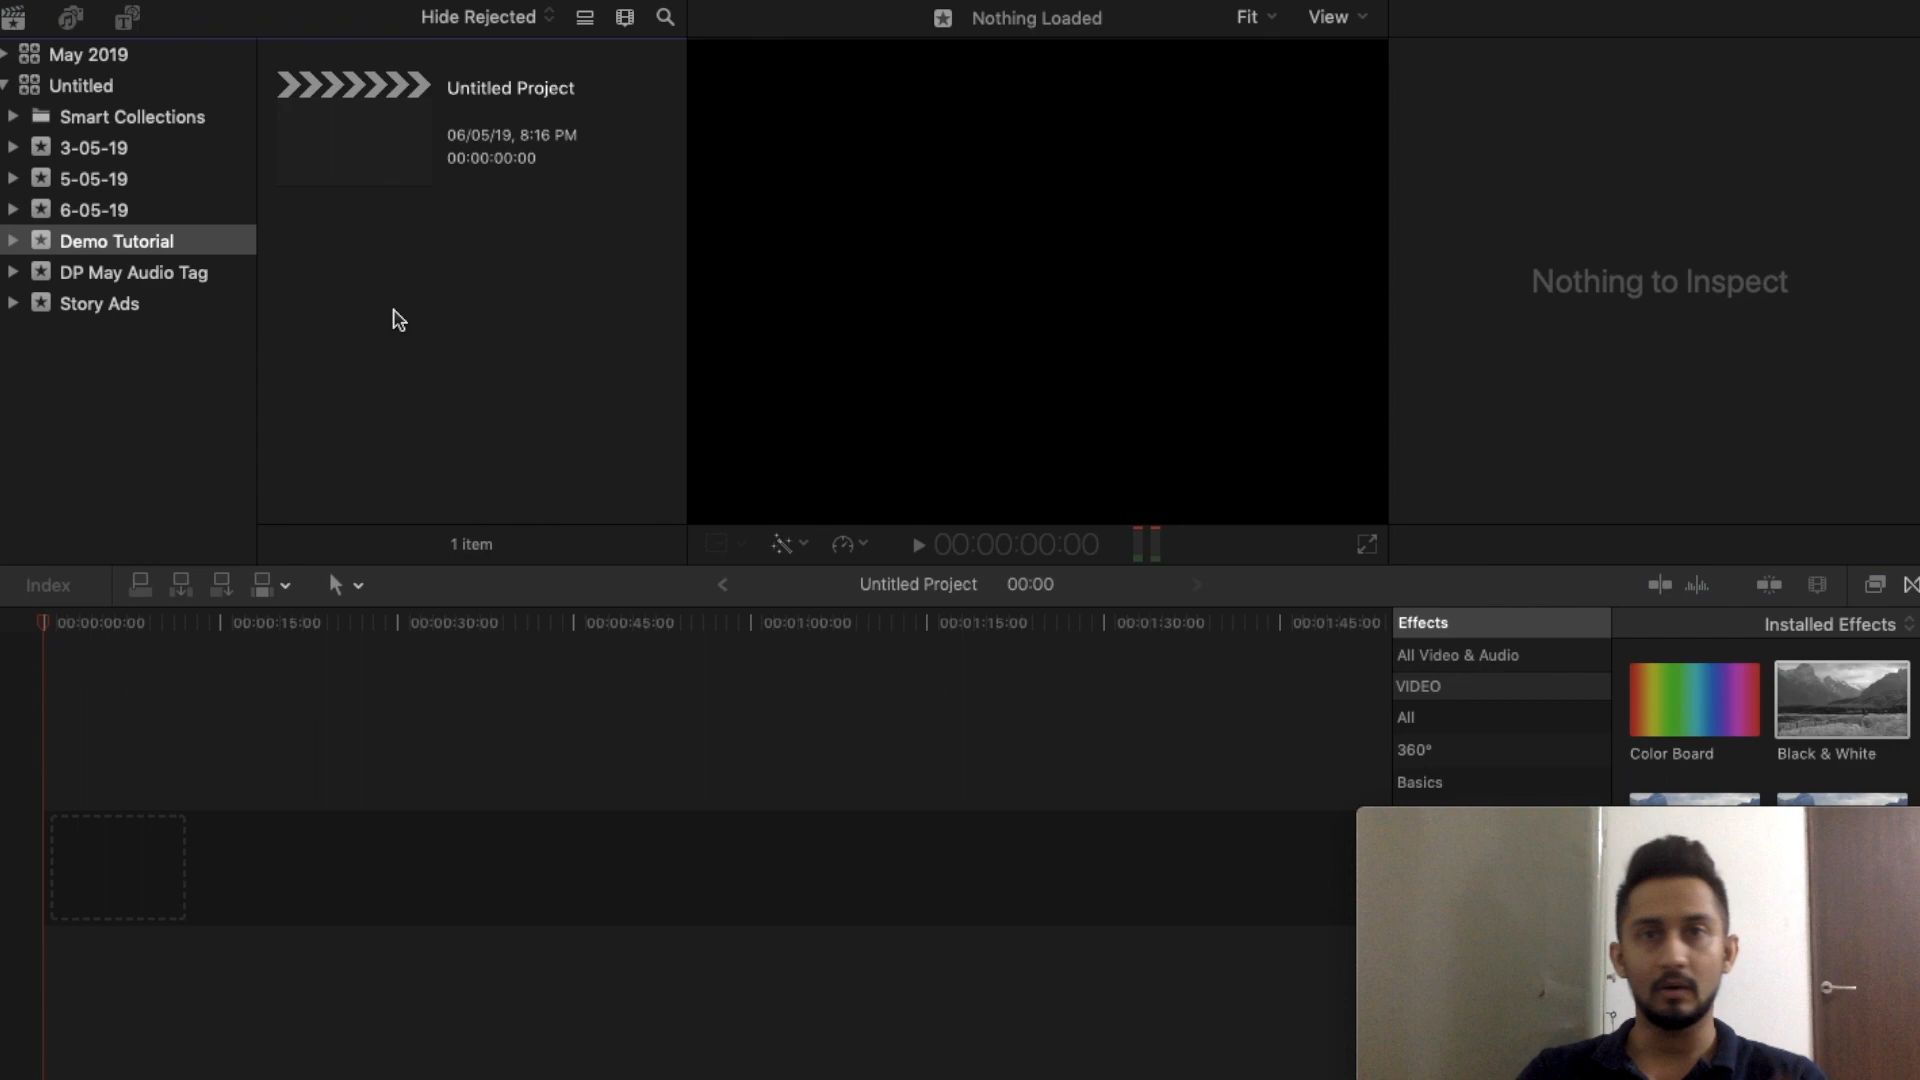 Hide Rejected
Nothing Loaded
Fit
View
May 2019
Untitled
Smart Collections
3-05-19
5-05-19
6-05-19
Demo Tutorial
DP May Audio Tag
Story Ads
Untitled Project
06/05/19, 8:16 PM
00:00:00:00
Nothing to Inspect
1 item
00:00:00:00
Index
Untitled Project 00:00
00:00:00:00 00:00:15:00 00:00:30:00 00:00:45:00 00:01:00:00 00:01:15:00 00:01:30:00 00:01:45:00
Effects
Installed Effects
All Video & Audio
VIDEO
All
360°
Basics
Color Board
Black & White